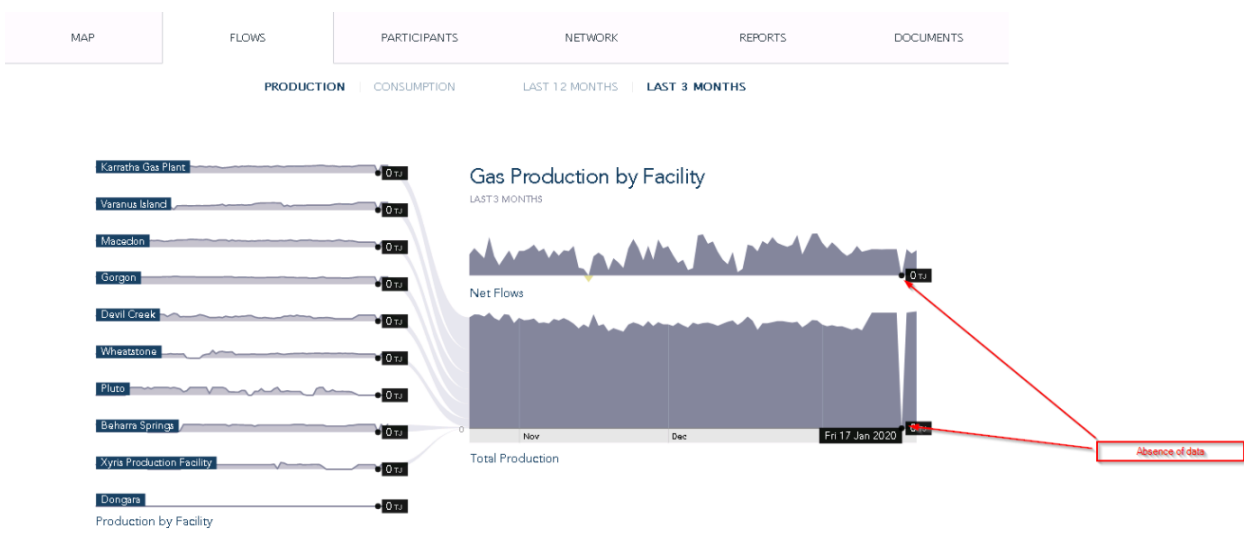 MAP FLOWS PARTICIPANTS NETWORK REPORTS DOCUMENTS
PRODUCTION CONSUMPTION LAST 12 MONTHS LAST 3 MONTHS
Karratha Gas Plant 0 TJ
Varanus Island 0 TJ
Macedon 0 TJ
Gorgon 0 TJ
Devil Creek 0 TJ
Wheatstone 0 TJ
Pluto 0 TJ
Beharra Springs 0 TJ
Xyris Production Facility 0 TJ
Dongara 0 TJ
Production by Facility
Gas Production by Facility
LAST 3 MONTHS
0 TJ
Net Flows
0
0 TJ
Nov Dec Fri 17 Jan 2020
Total Production
Absence of data